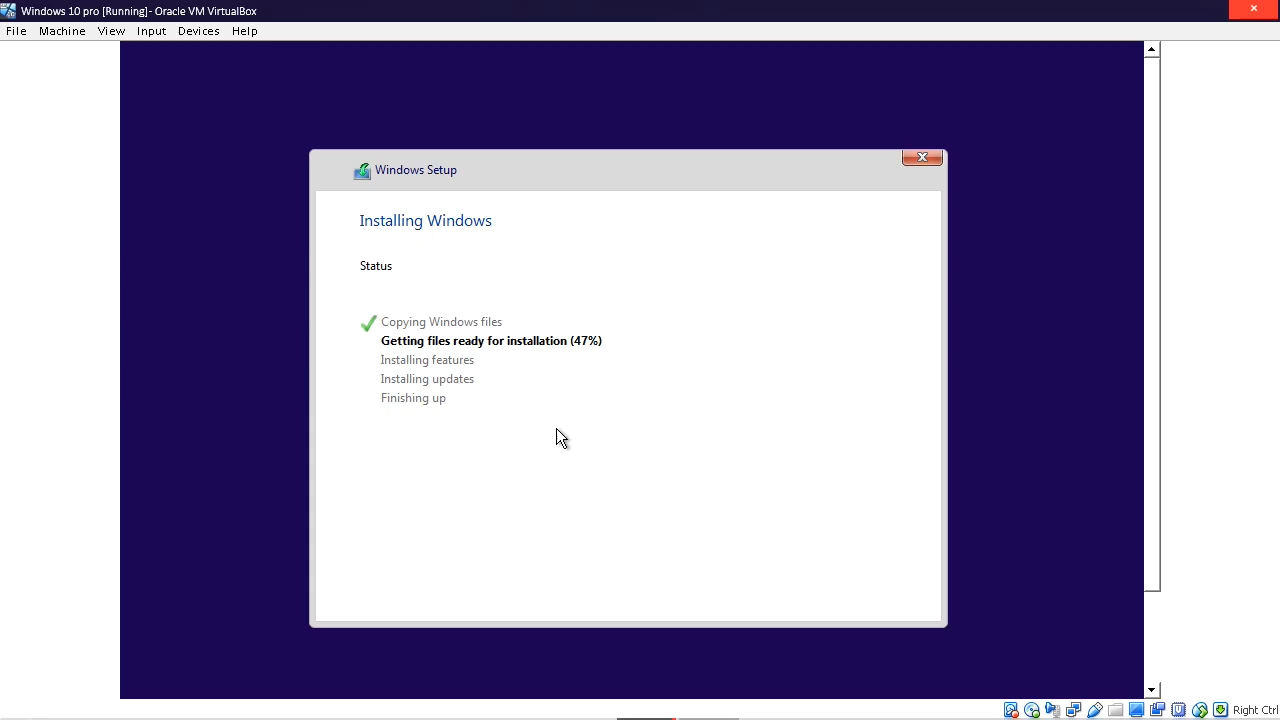 Windows 10 pro [Running]- Oracle VM VirtualBox
File Machine View Input Devices Help
Windows Setup
Installing Windows
Status
Copying Windows files
Getting files ready for installation (47%)
Installing features
Installing updates
Finishing up
Right Ctrl